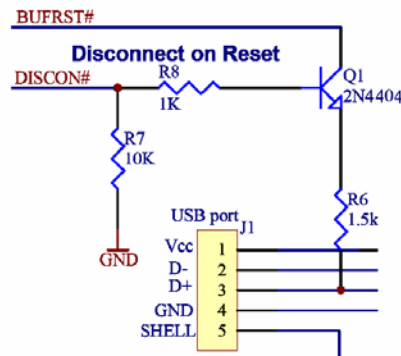 BUFRST#
Disconnect on Reset
DISCON#
R8
1K
Q1
2N4404
R7
10K
R6
1.5k
GND
USB port
J1
Vcc 1
D- 2
D+ 3
GND 4
SHELL 5